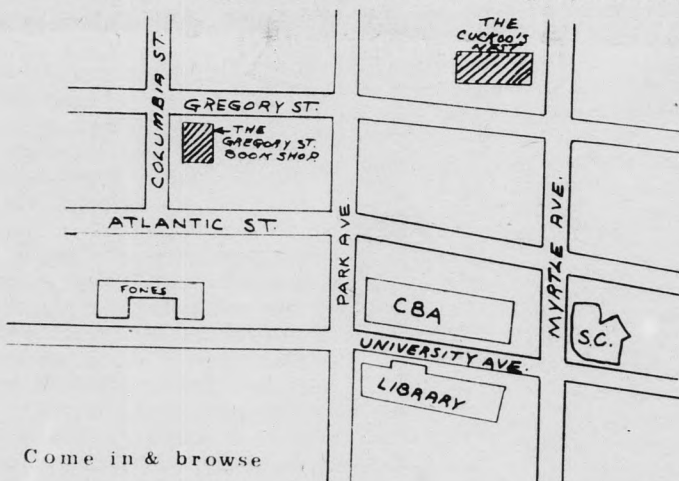 THE
CUCKOO'S
NEST
COLUMBIA ST.
GREGORY ST.
THE
GREGORY ST.
BOOK SHOP
ATLANTIC ST.
PARK AVE.
MYRTLE AVE.
FONES
CBA
S.C.
UNIVERSITY AVE.
LIBRARY
Come in & browse